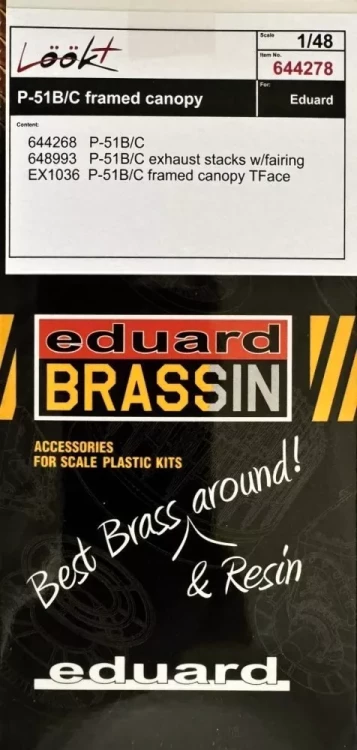 Löök+
Scale
1/48
Item No.
644278
P-51B/C framed canopy
For:
Eduard
Content:
644268 P-51B/C
648993 P-51B/C exhaust stacks w/fairing
EX1036 P-51B/C framed canopy TFace
eduard
BRASSIN
ACCESSORIES
FOR SCALE PLASTIC KITS
Best Brass around!
& Resin
eduard